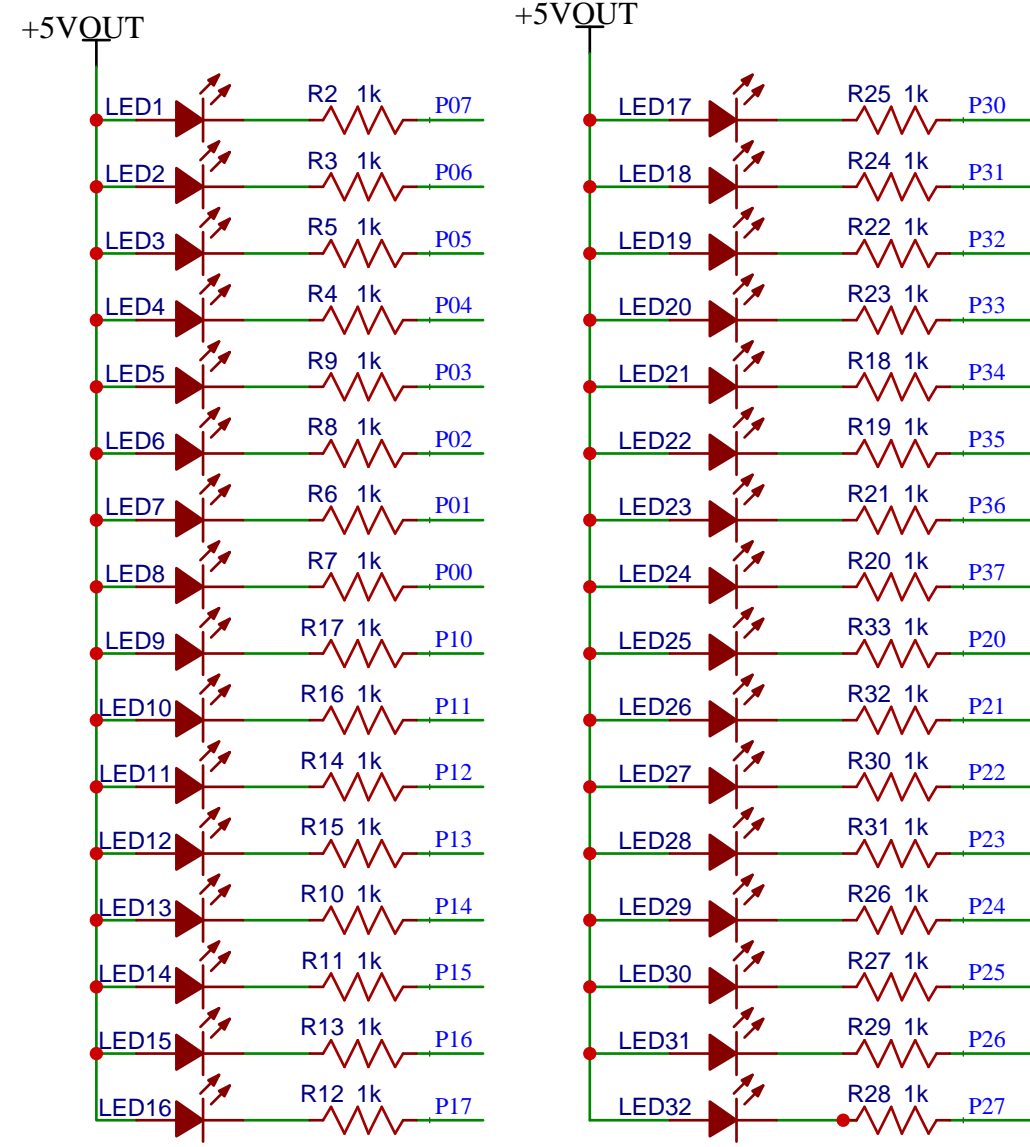 +5VOUT
LED1 R2 1k P07
LED2 R3 1k P06
LED3 R5 1k P05
LED4 R4 1k P04
LED5 R9 1k P03
LED6 R8 1k P02
LED7 R6 1k P01
LED8 R7 1k P00
LED9 R17 1k P10
LED10 R16 1k P11
LED11 R14 1k P12
LED12 R15 1k P13
LED13 R10 1k P14
LED14 R11 1k P15
LED15 R13 1k P16
LED16 R12 1k P17
+5VOUT
LED17 R25 1k P30
LED18 R24 1k P31
LED19 R22 1k P32
LED20 R23 1k P33
LED21 R18 1k P34
LED22 R19 1k P35
LED23 R21 1k P36
LED24 R20 1k P37
LED25 R33 1k P20
LED26 R32 1k P21
LED27 R30 1k P22
LED28 R31 1k P23
LED29 R26 1k P24
LED30 R27 1k P25
LED31 R29 1k P26
LED32 R28 1k P27